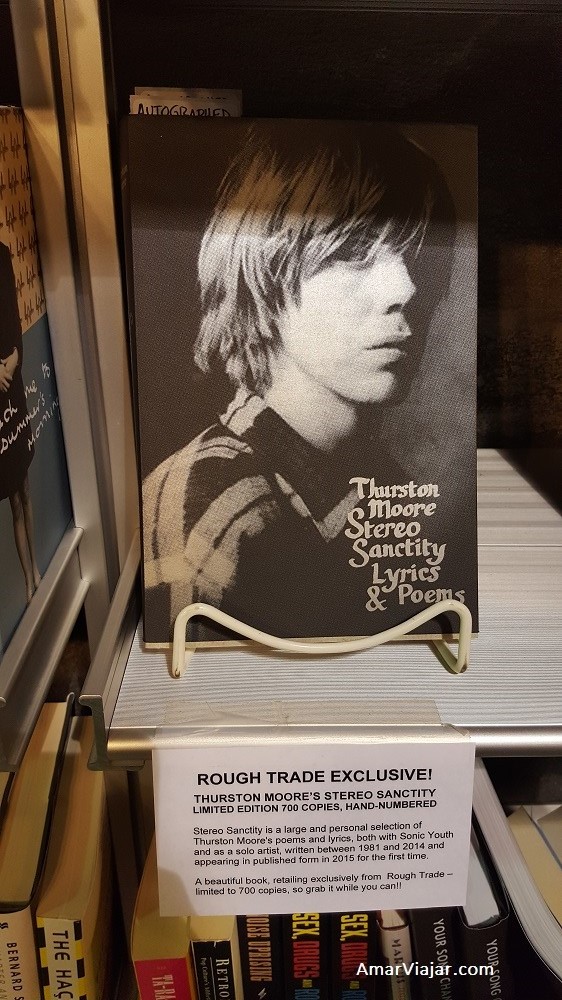 AUTOGRAPHED
Thurston
Moore
Stereo
Sanctity
Lyrics
& Poems
ROUGH TRADE EXCLUSIVE!
THURSTON MOORE'S STEREO SANCTITY
LIMITED EDITION 700 COPIES, HAND-NUMBERED
Stereo Sanctity is a large and personal selection of
Thurston Moore's poems and lyrics, both with Sonic Youth
and as a solo artist, written between 1981 and 2014 and
appearing in published form in 2015 for the first time.
A beautiful book, retailing exclusively from Rough Trade –
limited to 700 copies, so grab it while you can!!
BERNARD
THE HAC
RETRO
SEX, DRUGS
SEX, DRUGS
YOUR SONG
YOUR SONG
AmarViajar.com